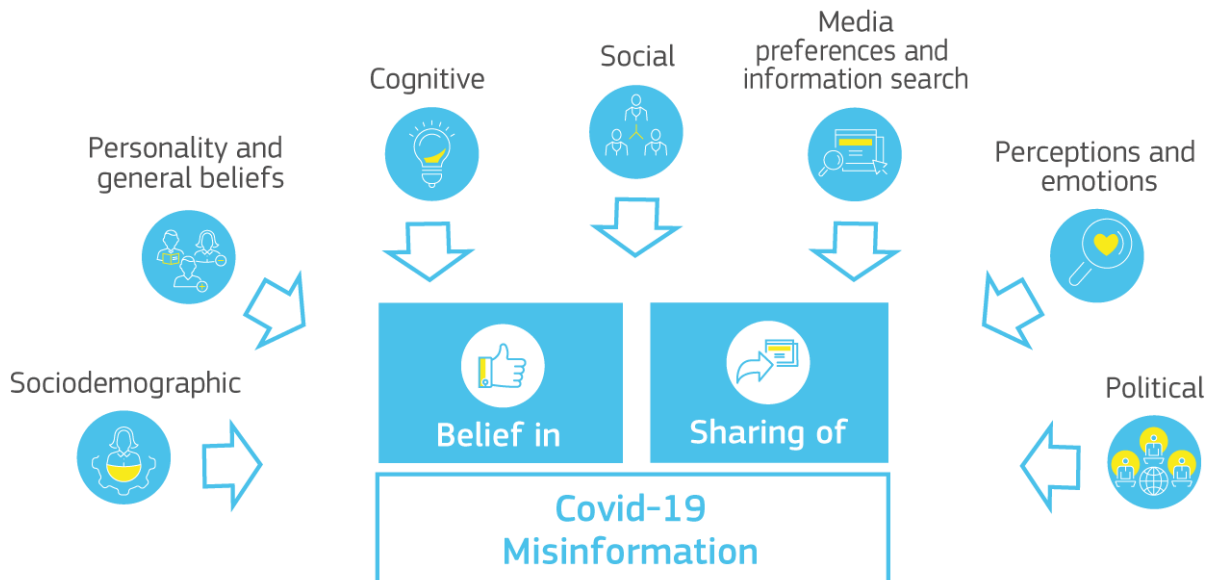 Sociodemographic
Personality and
general beliefs
Cognitive
Social
Media
preferences and
information search
Perceptions and
emotions
Political
Belief in
Sharing of
Covid-19
Misinformation